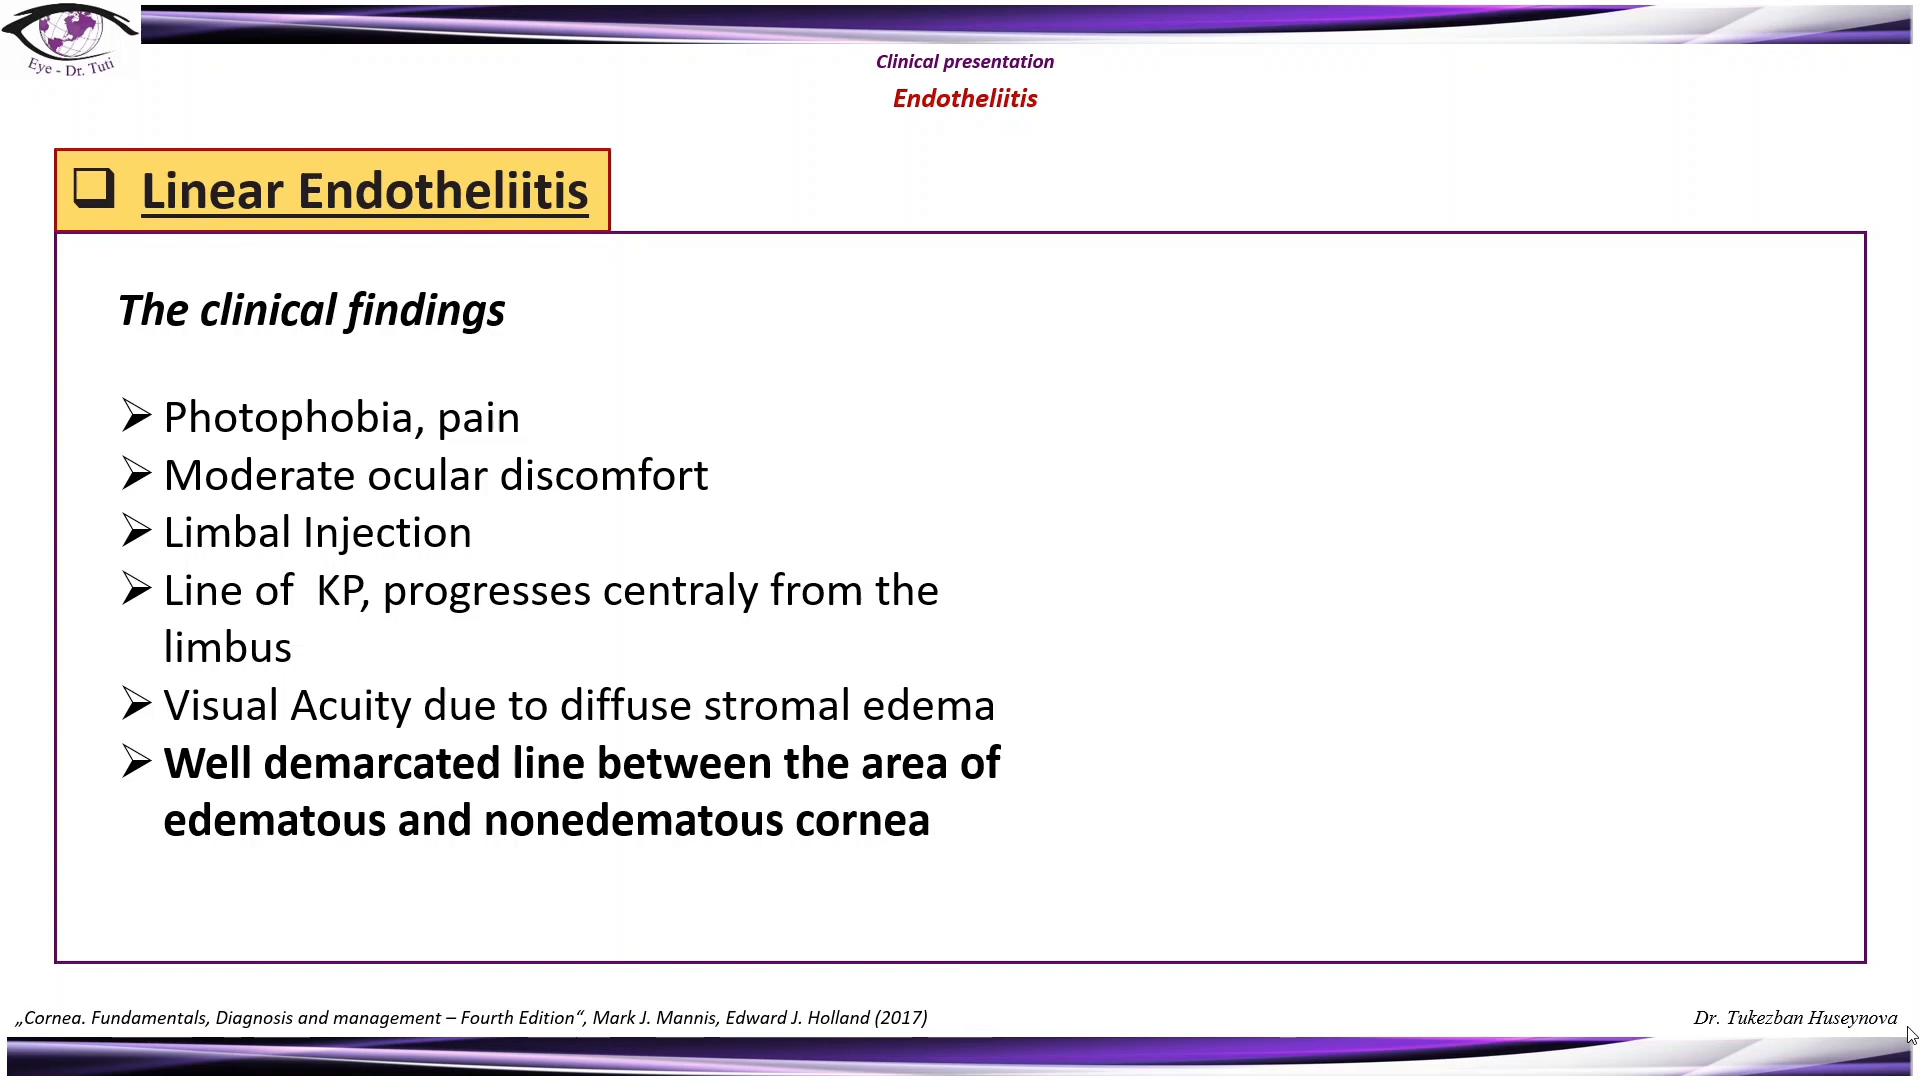 Eye - Dr. Tuti
Clinical presentation
Endotheliitis
Linear Endotheliitis
The clinical findings
Photophobia, pain
Moderate ocular discomfort
Limbal Injection
Line of KP, progresses centraly from the
limbus
Visual Acuity due to diffuse stromal edema
Well demarcated line between the area of
edematous and nonedematous cornea
„Cornea. Fundamentals, Diagnosis and management – Fourth Edition“, Mark J. Mannis, Edward J. Holland (2017)
Dr. Tukezban Huseynova